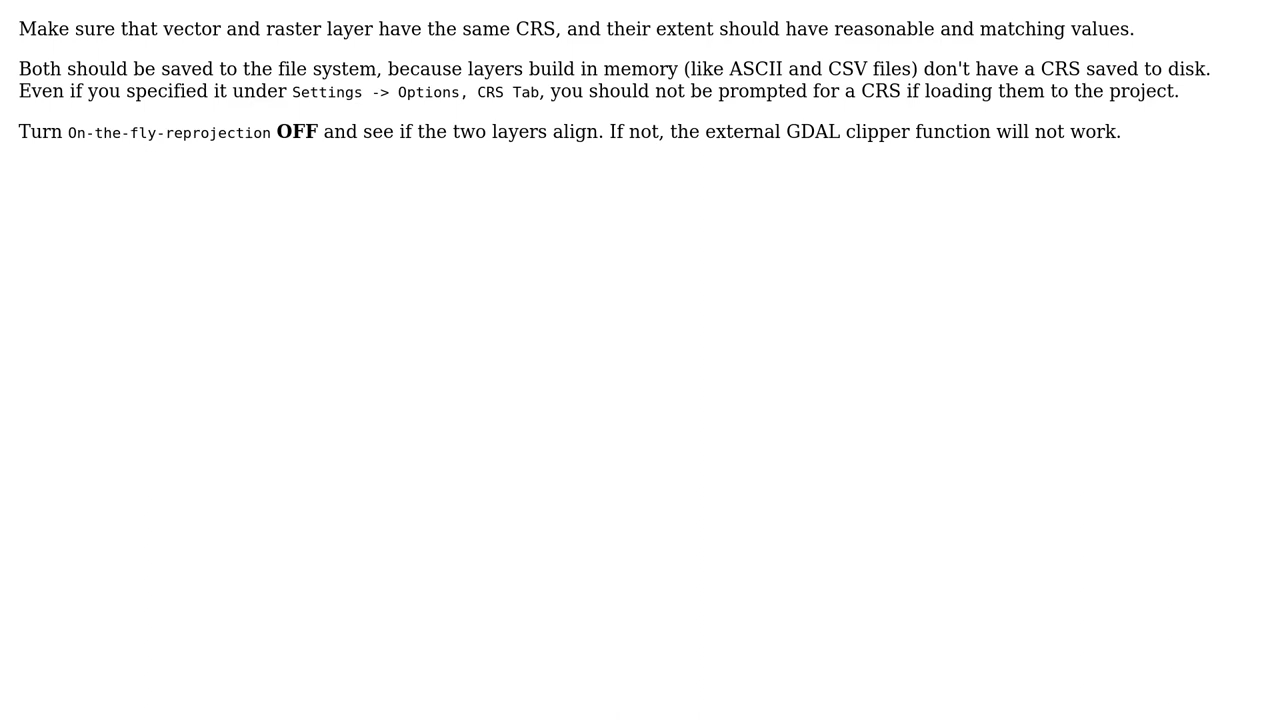 Make sure that vector and raster layer have the same CRS, and their extent should have reasonable and matching values.
Both should be saved to the file system, because layers build in memory (like ASCII and CSV files) don't have a CRS saved to disk.
Even if you specified it under Settings -> Options, CRS Tab, you should not be prompted for a CRS if loading them to the project.
Turn On-the-fly-reprojection OFF and see if the two layers align. If not, the external GDAL clipper function will not work.